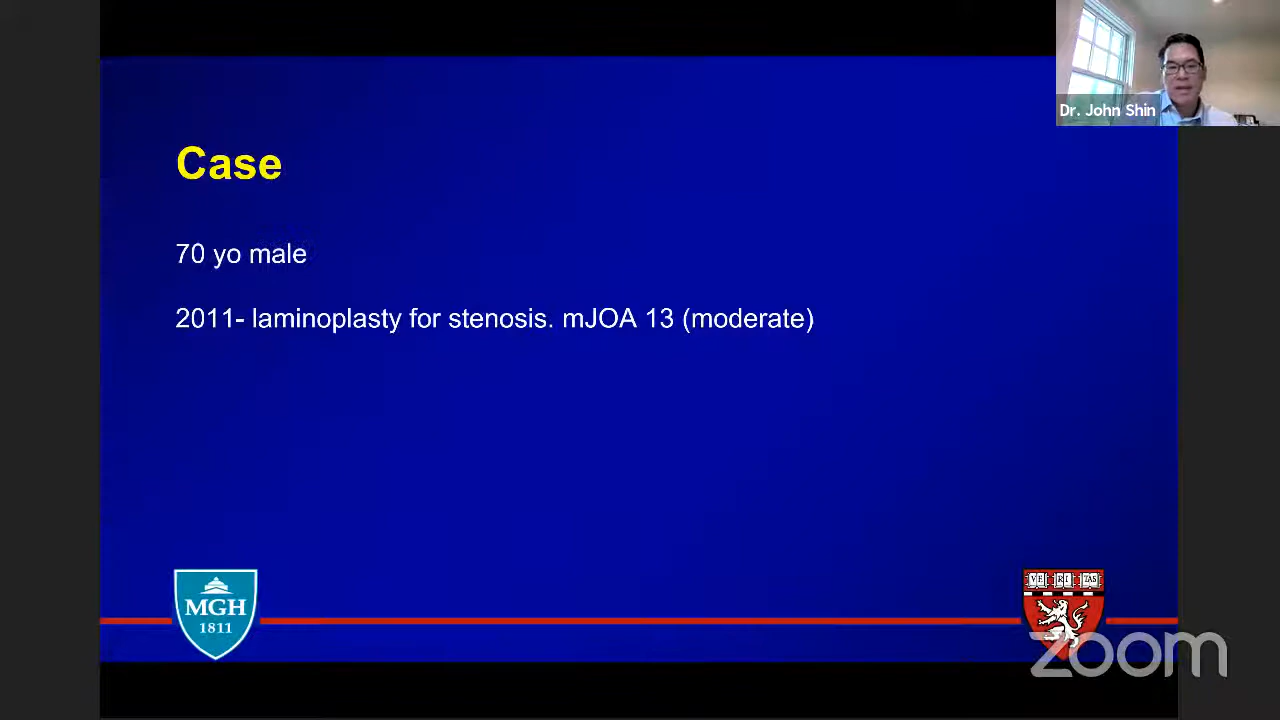 Dr. John Shin
Case
70 yo male
2011- laminoplasty for stenosis. mJOA 13 (moderate)
MGH
1811
VE RI TAS
zoom